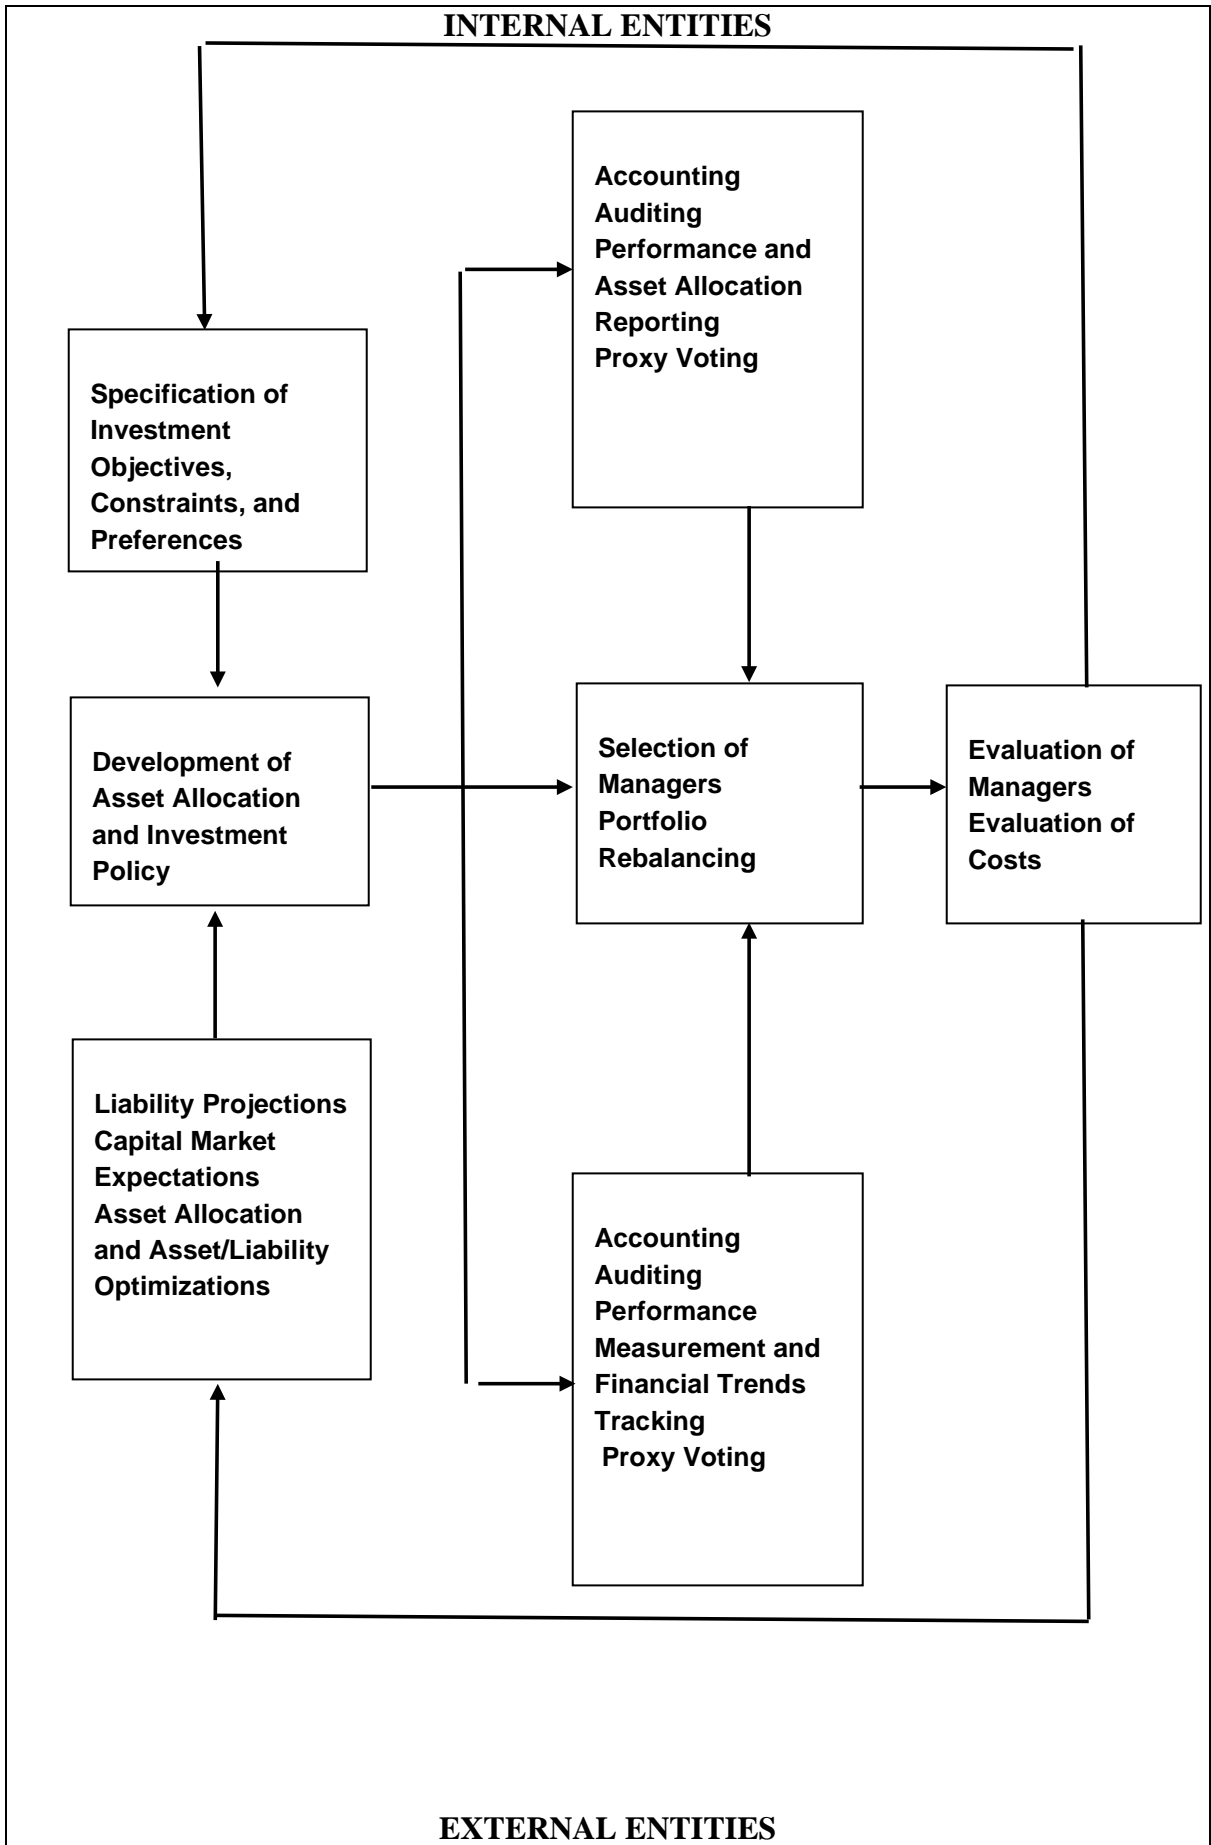 INTERNAL ENTITIES
Accounting
Auditing
Performance and
Asset Allocation
Reporting
Proxy Voting
Specification of
Investment
Objectives,
Constraints, and
Preferences
Development of
Asset Allocation
and Investment
Policy
Selection of
Managers
Portfolio
Rebalancing
Evaluation of
Managers
Evaluation of
Costs
Liability Projections
Capital Market
Expectations
Asset Allocation
and Asset/Liability
Optimizations
Accounting
Auditing
Performance
Measurement and
Financial Trends
Tracking
Proxy Voting
EXTERNAL ENTITIES